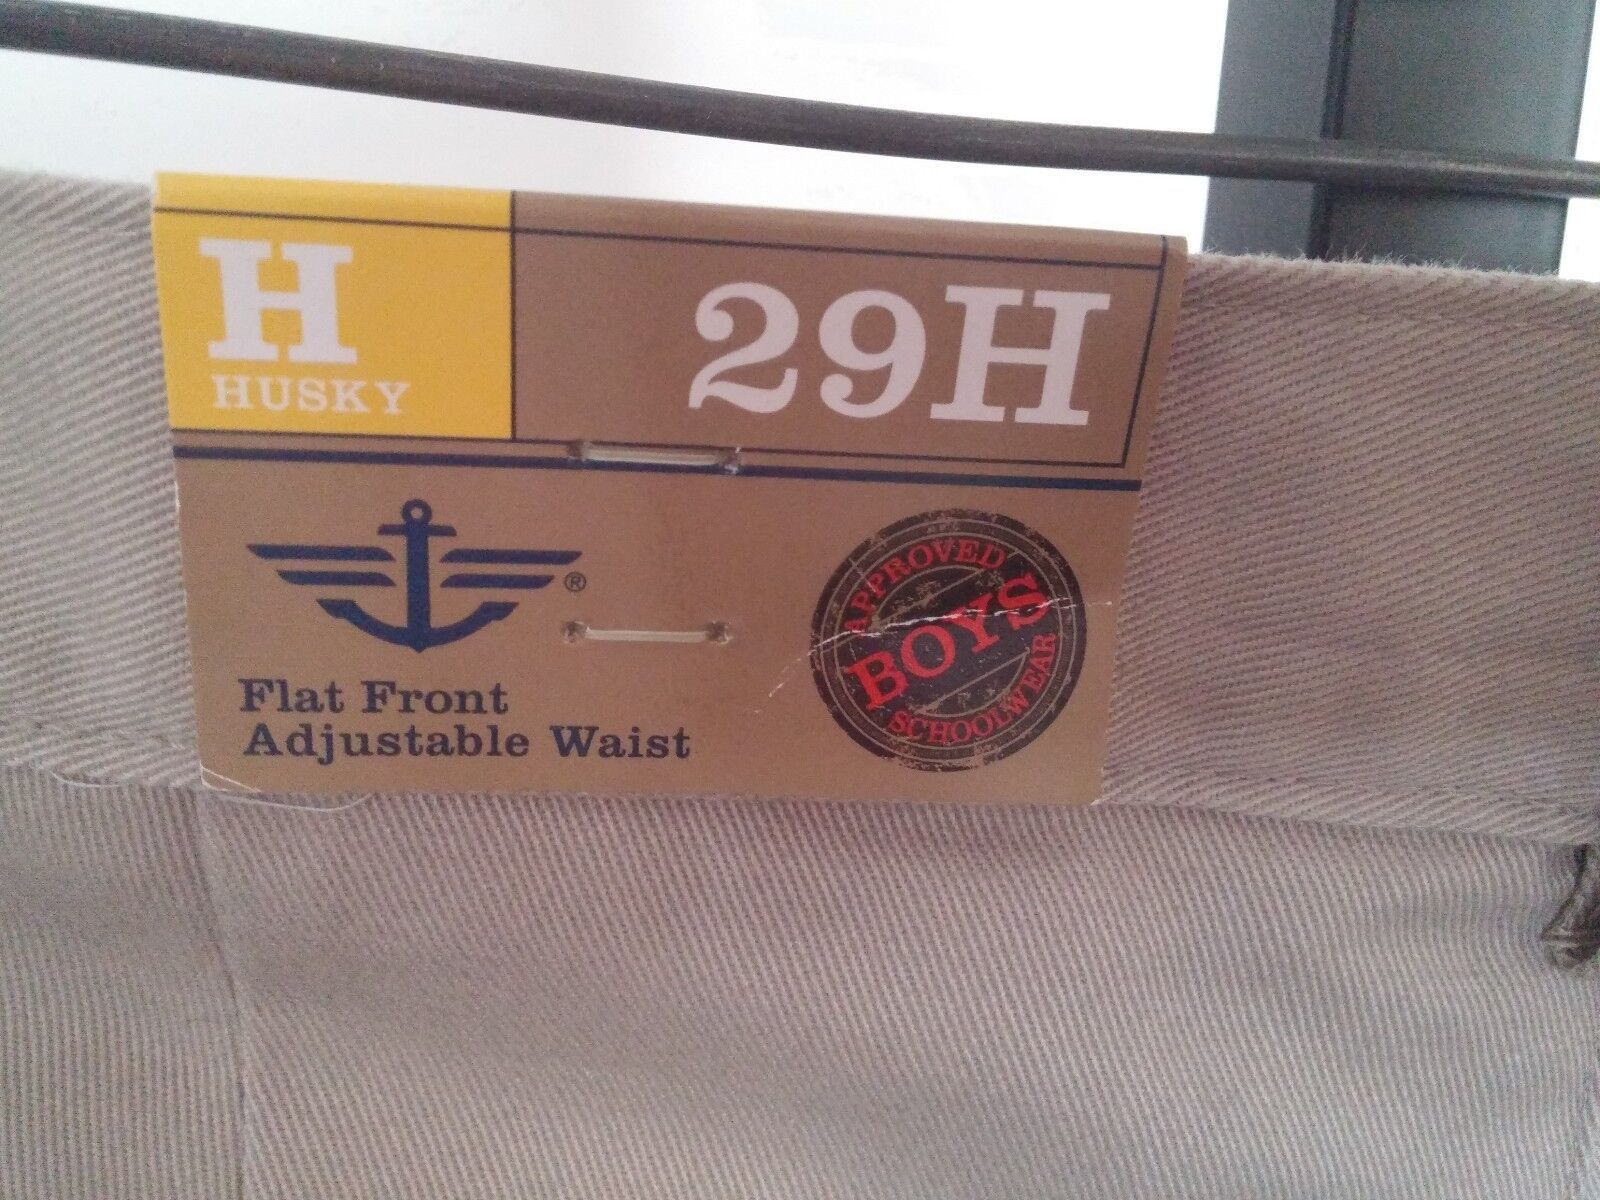 H
HUSKY
29H
®
Flat Front
Adjustable Waist
APPROVED
BOYS
SCHOOLWEAR